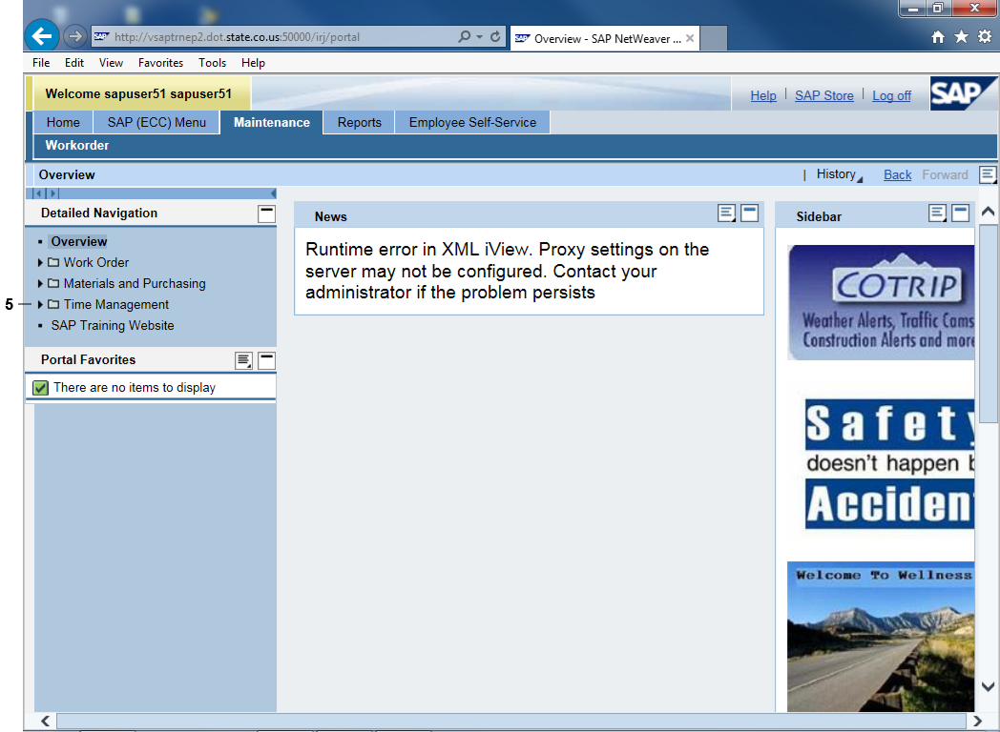 http://vsaptrnep2.dot.state.co.us:50000/irj/portal
Overview - SAP NetWeaver ...
File Edit View Favorites Tools Help
Welcome sapuser51 sapuser51
Help | SAP Store | Log off
SAP
Home SAP (ECC) Menu Maintenance Reports Employee Self-Service
Workorder
Overview
| History Back Forward
Detailed Navigation
Overview
Work Order
Materials and Purchasing
5
Time Management
SAP Training Website
Portal Favorites
There are no items to display
News
Runtime error in XML iView. Proxy settings on the
server may not be configured. Contact your
administrator if the problem persists
Sidebar
COTRIP
Weather Alerts, Traffic Cams
Construction Alerts and more
Safety
doesn't happen b
Acciden
Welcome To Wellness